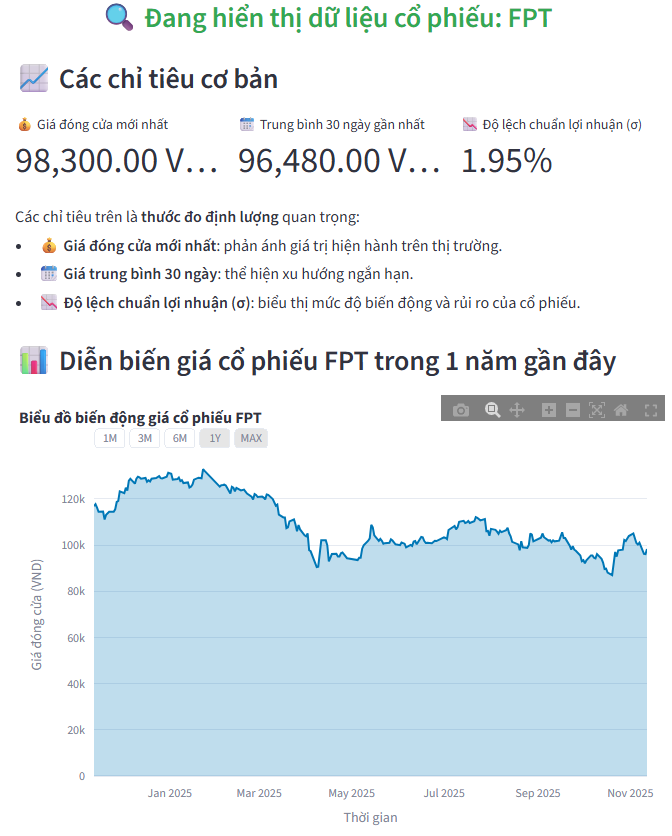 Đang hiển thị dữ liệu cổ phiếu: FPT
Các chỉ tiêu cơ bản
Giá đóng cửa mới nhất
Trung bình 30 ngày gần nhất
Độ lệch chuẩn lợi nhuận (σ)
98,300.00 V...
96,480.00 V...
1.95%
Các chỉ tiêu trên là thước đo định lượng quan trọng:
• Giá đóng cửa mới nhất: phản ánh giá trị hiện hành trên thị trường.
• Giá trung bình 30 ngày: thể hiện xu hướng ngắn hạn.
• Độ lệch chuẩn lợi nhuận (σ): biểu thị mức độ biến động và rủi ro của cổ phiếu.
Diễn biến giá cổ phiếu FPT trong 1 năm gần đây
Biểu đồ biến động giá cổ phiếu FPT
1M 3M 6M 1Y MAX
120k
100k
80k
60k
40k
20k
0
Giá đóng cửa (VND)
Jan 2025 Mar 2025 May 2025 Jul 2025 Sep 2025 Nov 2025
Thời gian